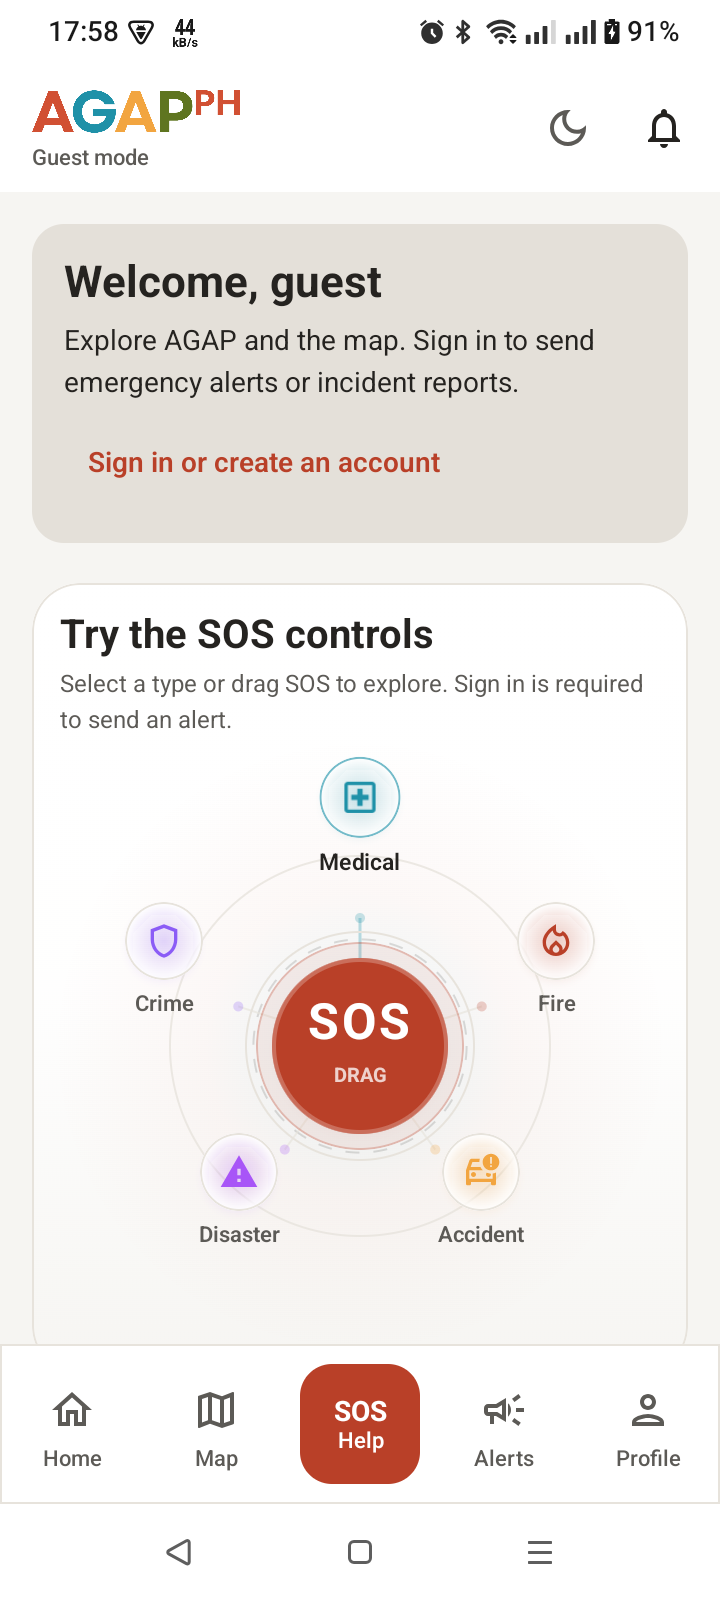 17:58 44 kB/s 91%
AGAPPH
Guest mode
Welcome, guest
Explore AGAP and the map. Sign in to send
emergency alerts or incident reports.
Sign in or create an account
Try the SOS controls
Select a type or drag SOS to explore. Sign in is required
to send an alert.
Medical
Crime
Fire
SOS
DRAG
Disaster
Accident
Home
Map
SOS
Help
Alerts
Profile